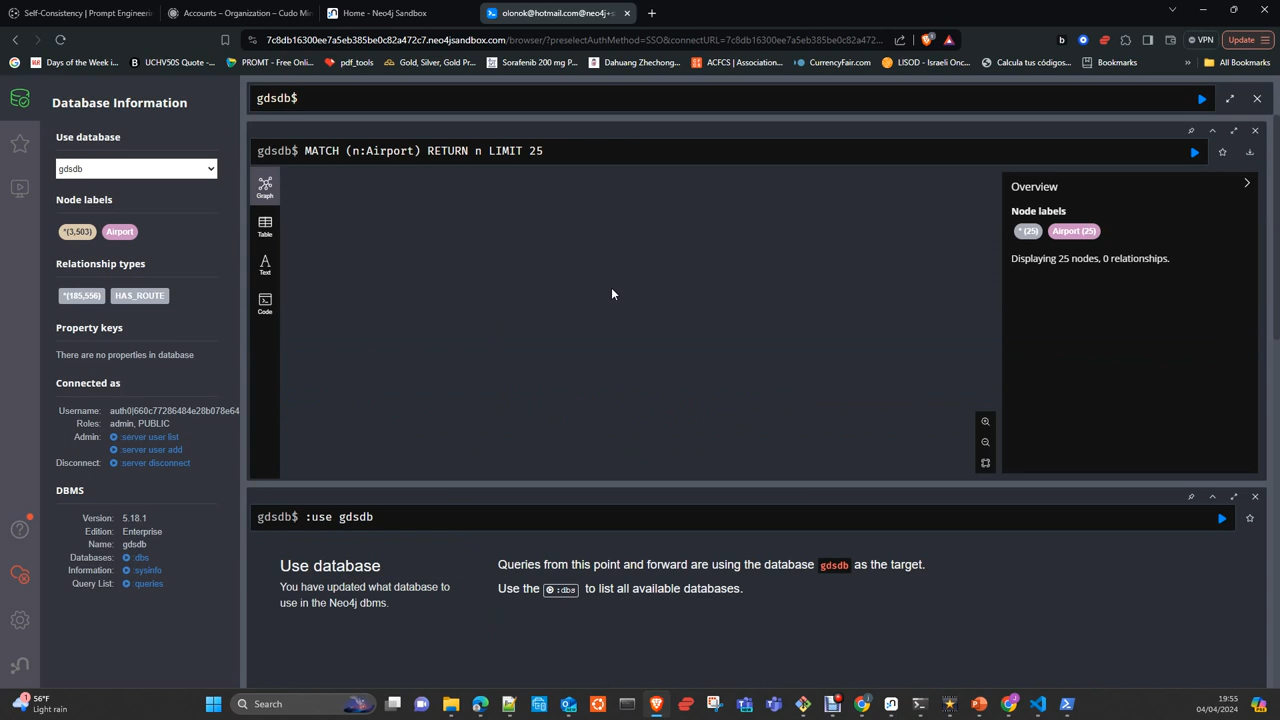 Self-Consistency | Prompt Engineering
Accounts – Organization – Cudo Min
Home - Neo4j Sandbox
olonok@hotmail.com@neo4j+s
7c8db16300ee7a5eb385bec8a472c7.neo4jsandbox.com/browser/?preselectAuthMethod=SSO&connectURL=7c8db16300ee7a5eb385bec8a472c7....
VPN
Update
Days of the Week i...
UCHV50S Quote -...
PROMT - Free Onli...
pdf_tools
Gold, Silver, Gold Pr...
Sorafenib 200 mg P...
Dahuang Zhechong...
ACFCS | Association...
CurrencyFair.com
LISOD - Israeli Onc...
Calcula tus códigos...
Bookmarks
»
All Bookmarks
Database Information
Use database
gdsdb
Node labels
*(3,503) Airport
Relationship types
*(185,556) HAS_ROUTE
Property keys
There are no properties in database
Connected as
Username: auth0|660c77286484e28b078e64
Roles: admin, PUBLIC
Admin: :server user list
:server user add
Disconnect: :server disconnect
DBMS
Version: 5.18.1
Edition: Enterprise
Name: gdsdb
Databases: :dbs
Information: :sysinfo
Query List: :queries
gdsdb$
gdsdb$ MATCH (n:Airport) RETURN n LIMIT 25
Graph
Table
Text
Code
Overview
Node labels
* (25) Airport (25)
Displaying 25 nodes, 0 relationships.
gdsdb$ :use gdsdb
Use database
You have updated what database to
use in the Neo4j dbms.
Queries from this point and forward are using the database gdsdb as the target.
Use the :dbs to list all available databases.
56°F
Light rain
Search
19:55
04/04/2024